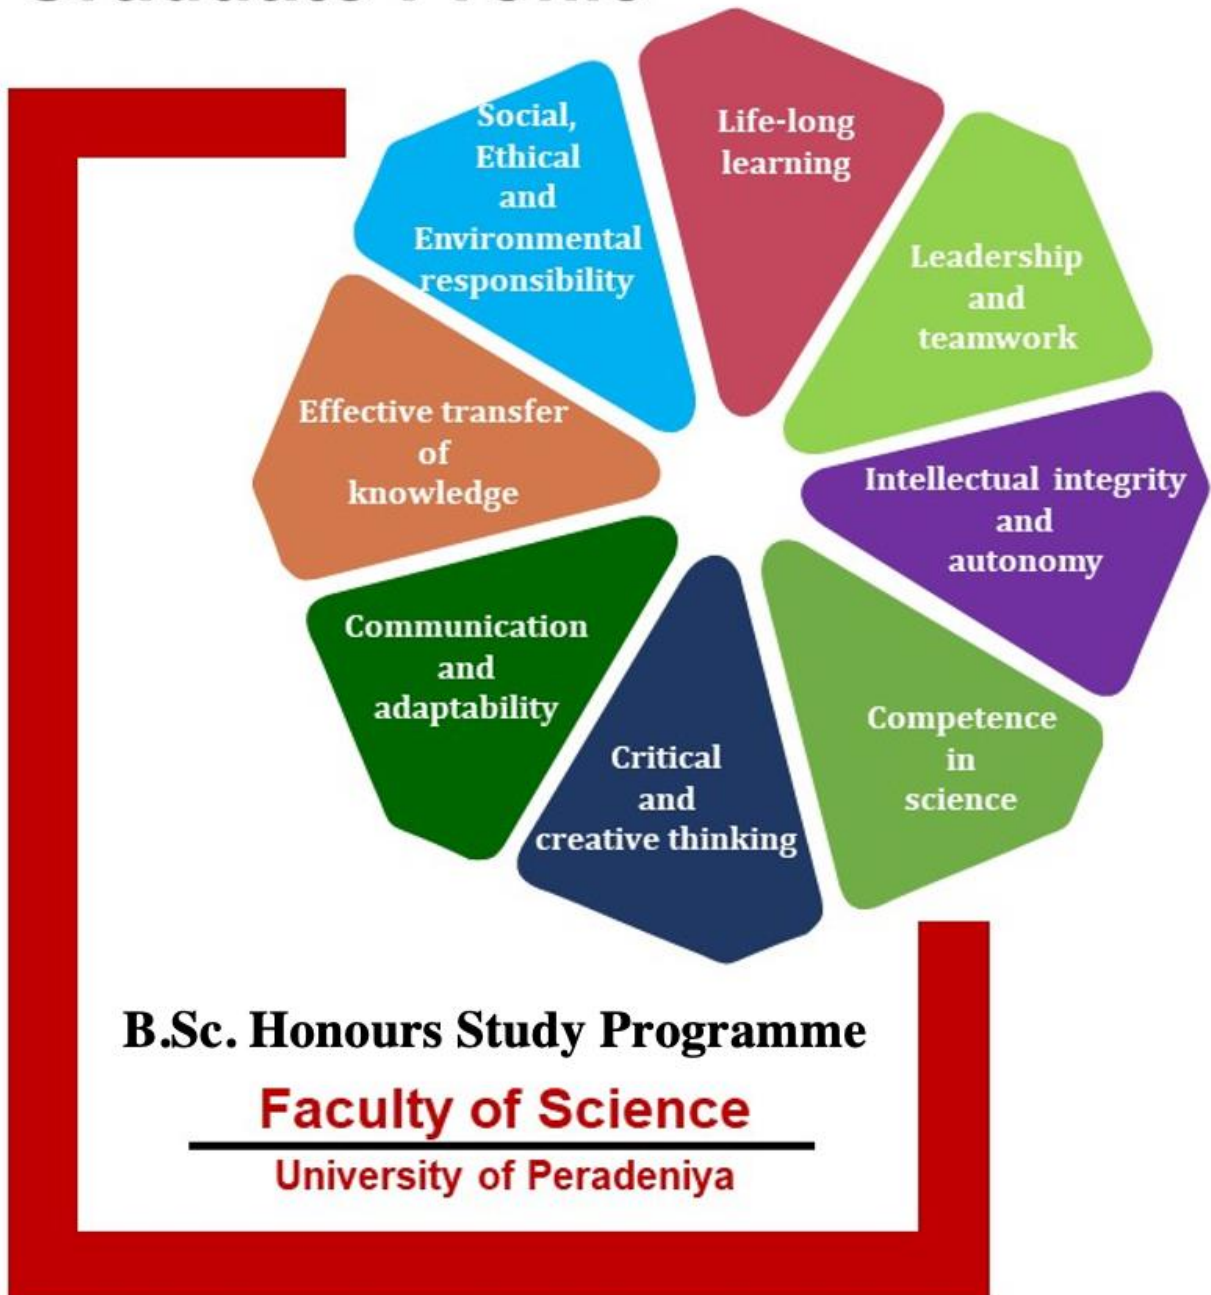 Social,
Ethical
and
Environmental
responsibility
Life-long
learning
Leadership
and
teamwork
Intellectual integrity
and
autonomy
Competence
in
science
Critical
and
creative thinking
Communication
and
adaptability
Effective transfer
of
knowledge
B.Sc. Honours Study Programme
Faculty of Science
University of Peradeniya